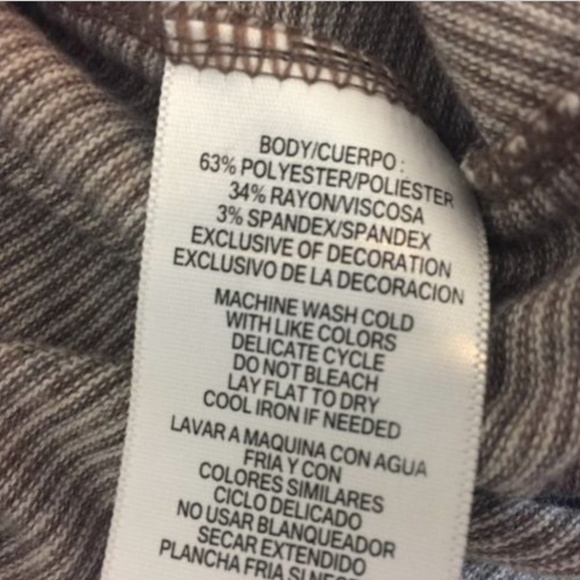 BODY/CUERPO :
63% POLYESTER/POLIÉSTER
34% RAYON/VISCOSA
3% SPANDEX/SPANDEX
EXCLUSIVE OF DECORATION
EXCLUSIVO DE LA DECORACION
MACHINE WASH COLD
WITH LIKE COLORS
DELICATE CYCLE
DO NOT BLEACH
LAY FLAT TO DRY
COOL IRON IF NEEDED
LAVAR A MAQUINA CON AGUA
FRIA Y CON
COLORES SIMILARES
CICLO DELICADO
NO USAR BLANQUEADOR
SECAR EXTENDIDO
PLANCHA FRIA SI